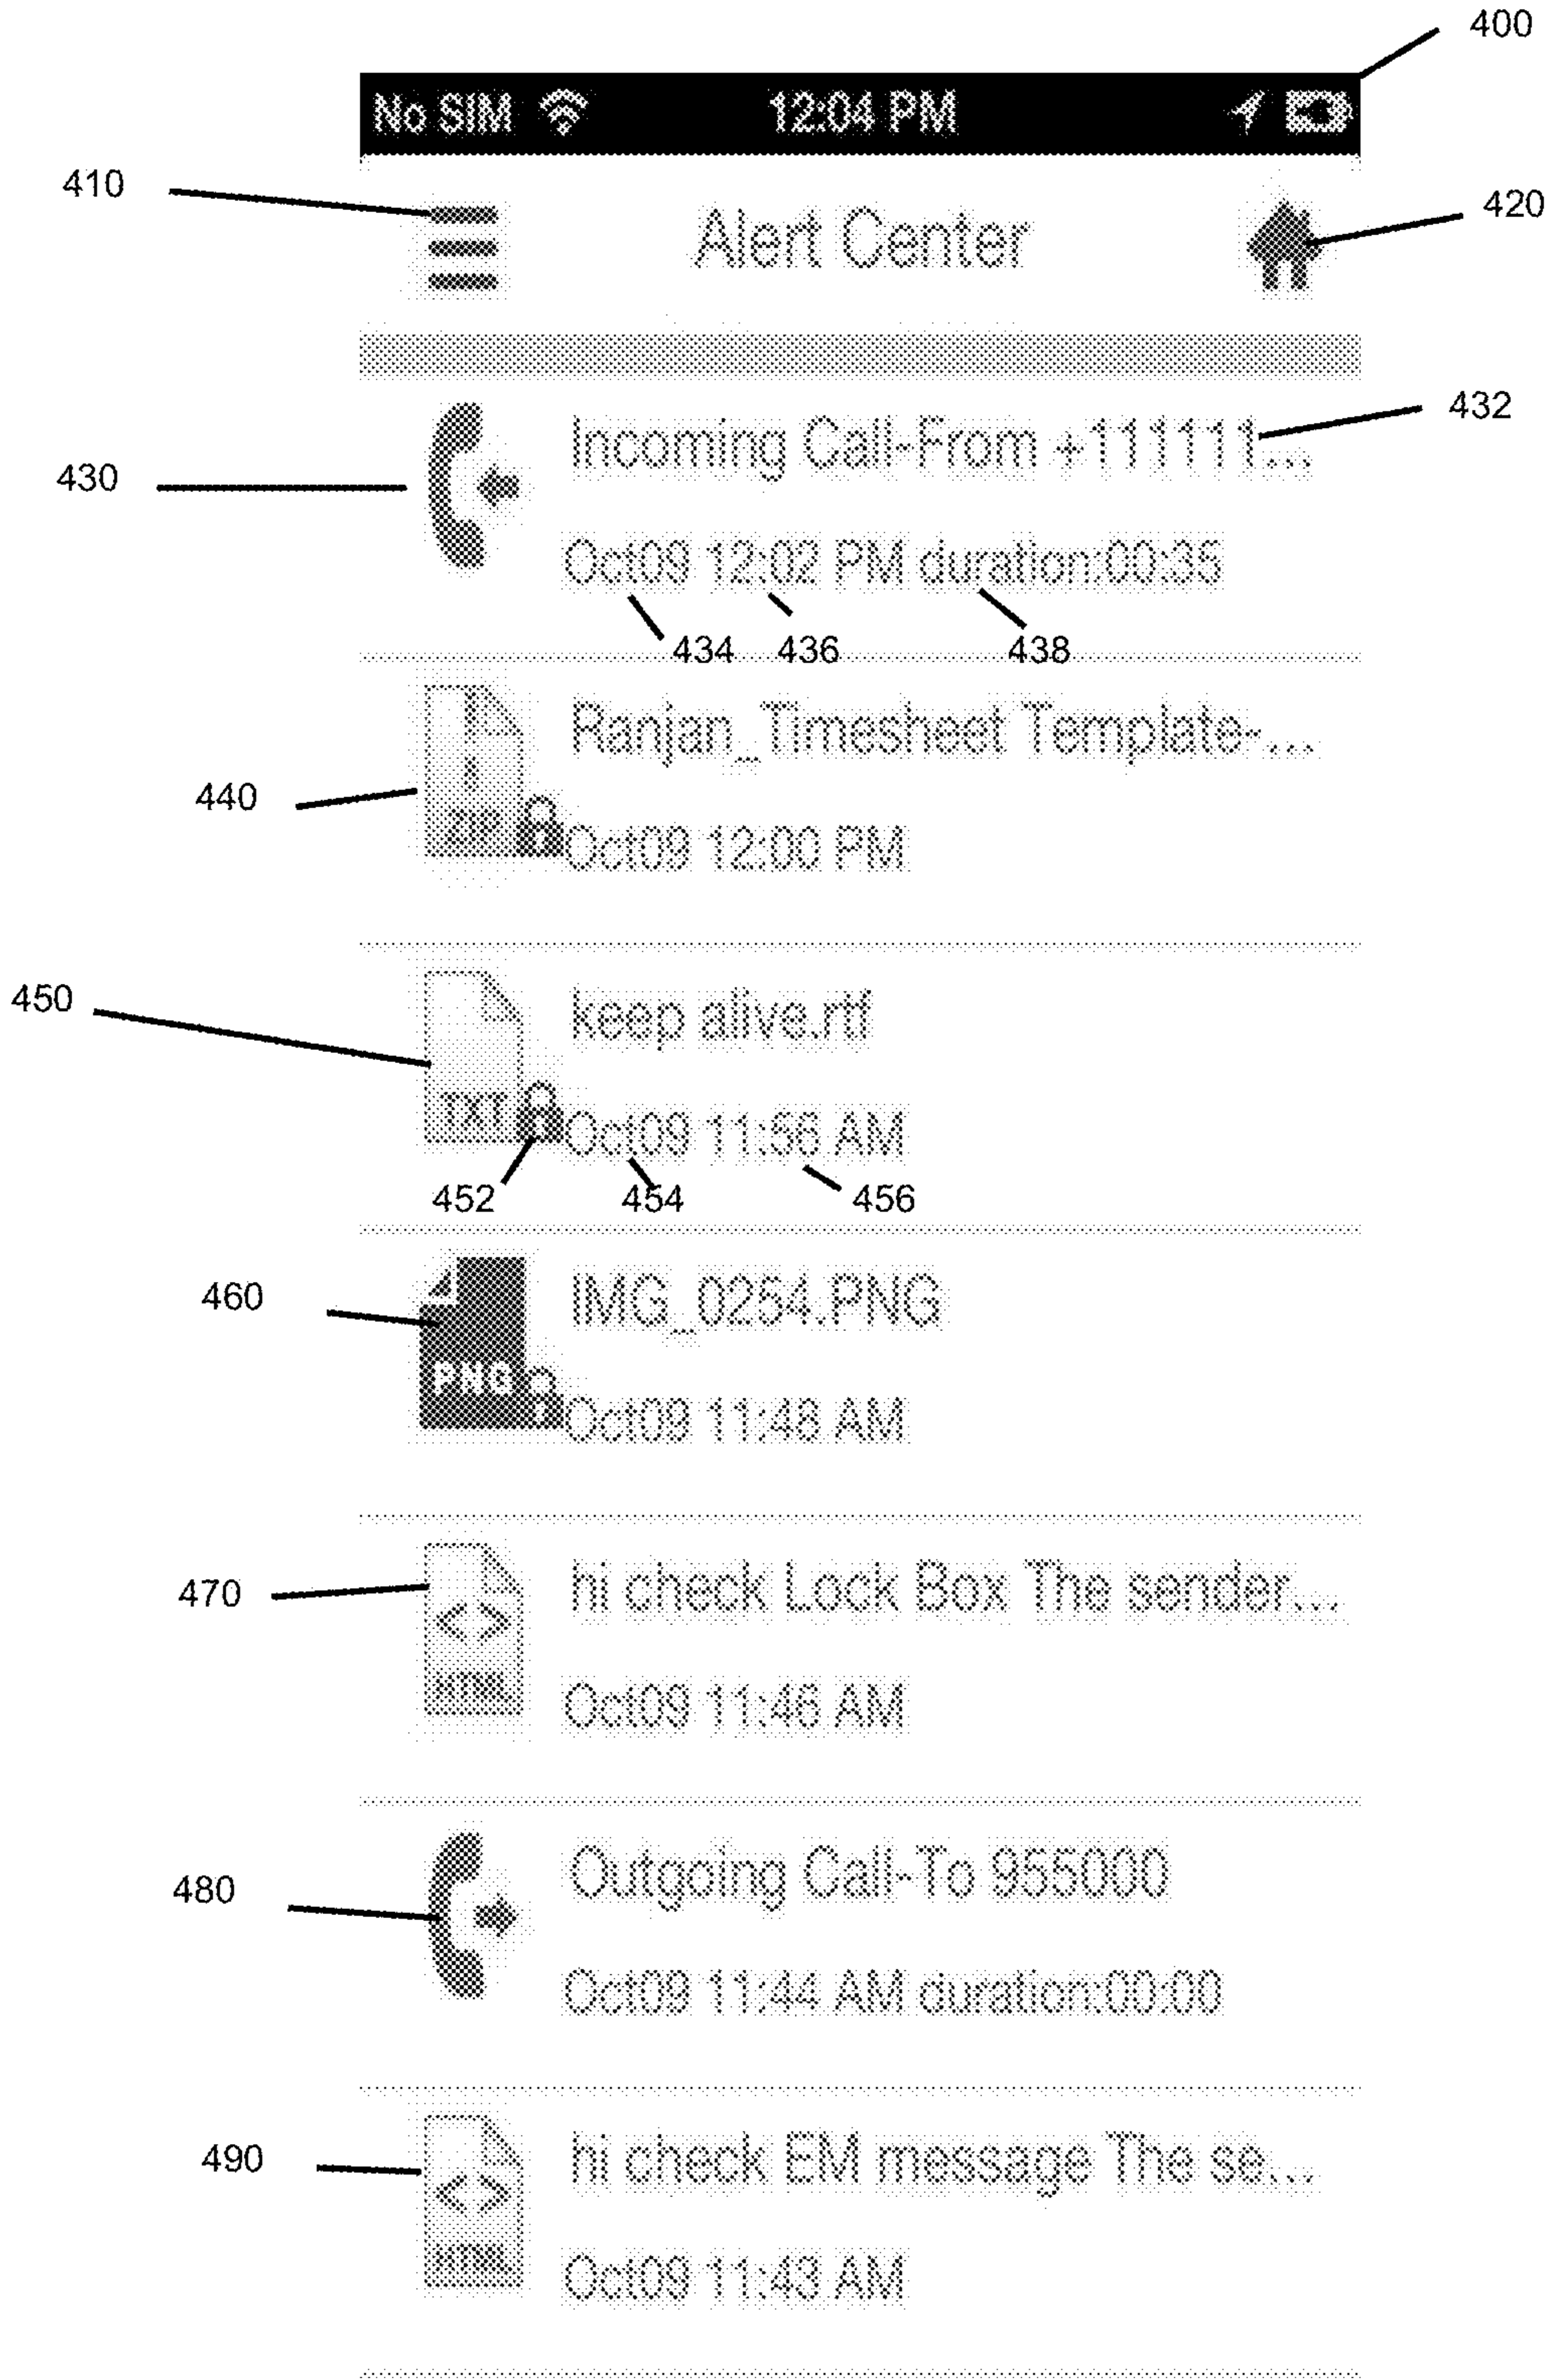 400
No SIM 12:04 PM
410
Alert Center
420
Incoming Call-From +111111...
432
430
Oct09 12:02 PM duration:00:35
434 436 438
Ranjan_Timesheet Template-...
440
ZIP
Oct09 12:00 PM
450
keep alive.rtf
TXT
Oct09 11:56 AM
452 454 456
460
IMG_0254.PNG
PNG
Oct09 11:48 AM
470
hi check Lock Box The sender...
HTML
Oct09 11:46 AM
480
Outgoing Call-To 955000
Oct09 11:44 AM duration:00:00
490
hi check EM message The se...
HTML
Oct09 11:43 AM